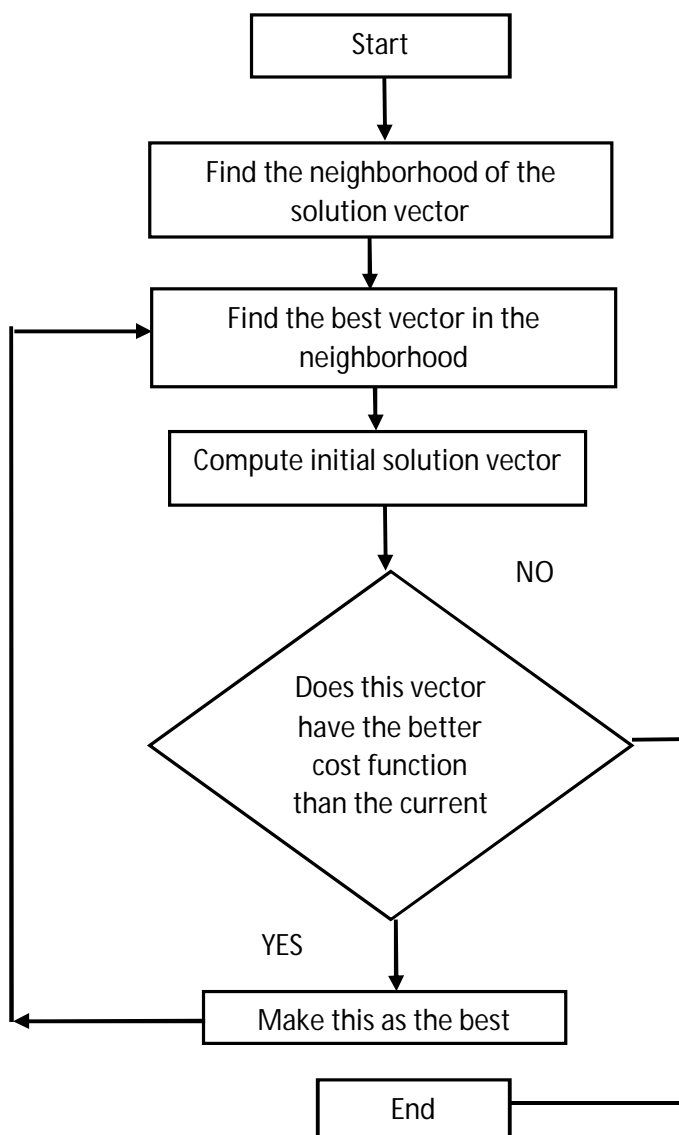 Start
Find the neighborhood of the
solution vector
Find the best vector in the
neighborhood
Compute initial solution vector
NO
Does this vector
have the better
cost function
than the current
YES
Make this as the best
End